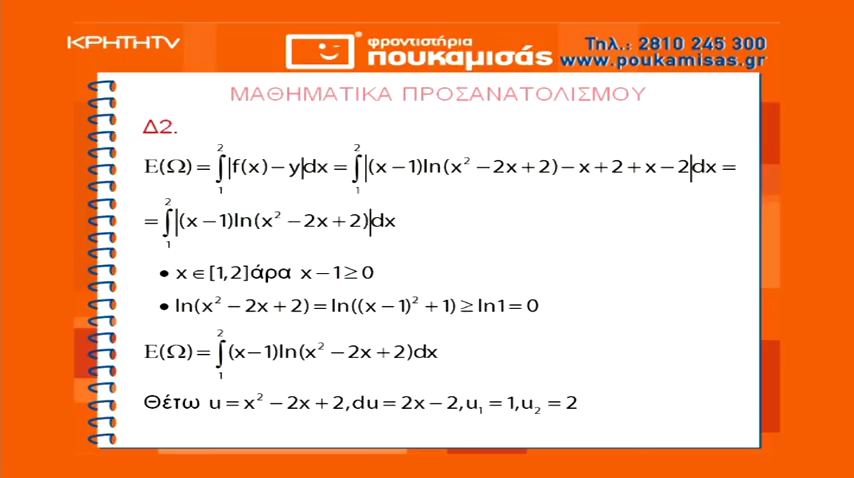 ΚΡΗΤΗTV
φροντιστήρια
πουκαμισάς
Τηλ.: 2810 245 300
www.poukamisas.gr
ΜΑΘΗΜΑΤΙΚΑ ΠΡΟΣΑΝΑΤΟΛΙΣΜΟΥ
Δ2.
E(Ω) = ∫₁² |f(x) − y|dx = ∫₁² |(x − 1)ln(x² − 2x + 2) − x + 2 + x − 2|dx =
= ∫₁² |(x − 1)ln(x² − 2x + 2)|dx
• x ∈ [1,2] άρα x − 1 ≥ 0
• ln(x² − 2x + 2) = ln((x − 1)² + 1) ≥ ln1 = 0
E(Ω) = ∫₁² (x − 1)ln(x² − 2x + 2)dx
Θέτω u = x² − 2x + 2, du = 2x − 2, u₁ = 1, u₂ = 2